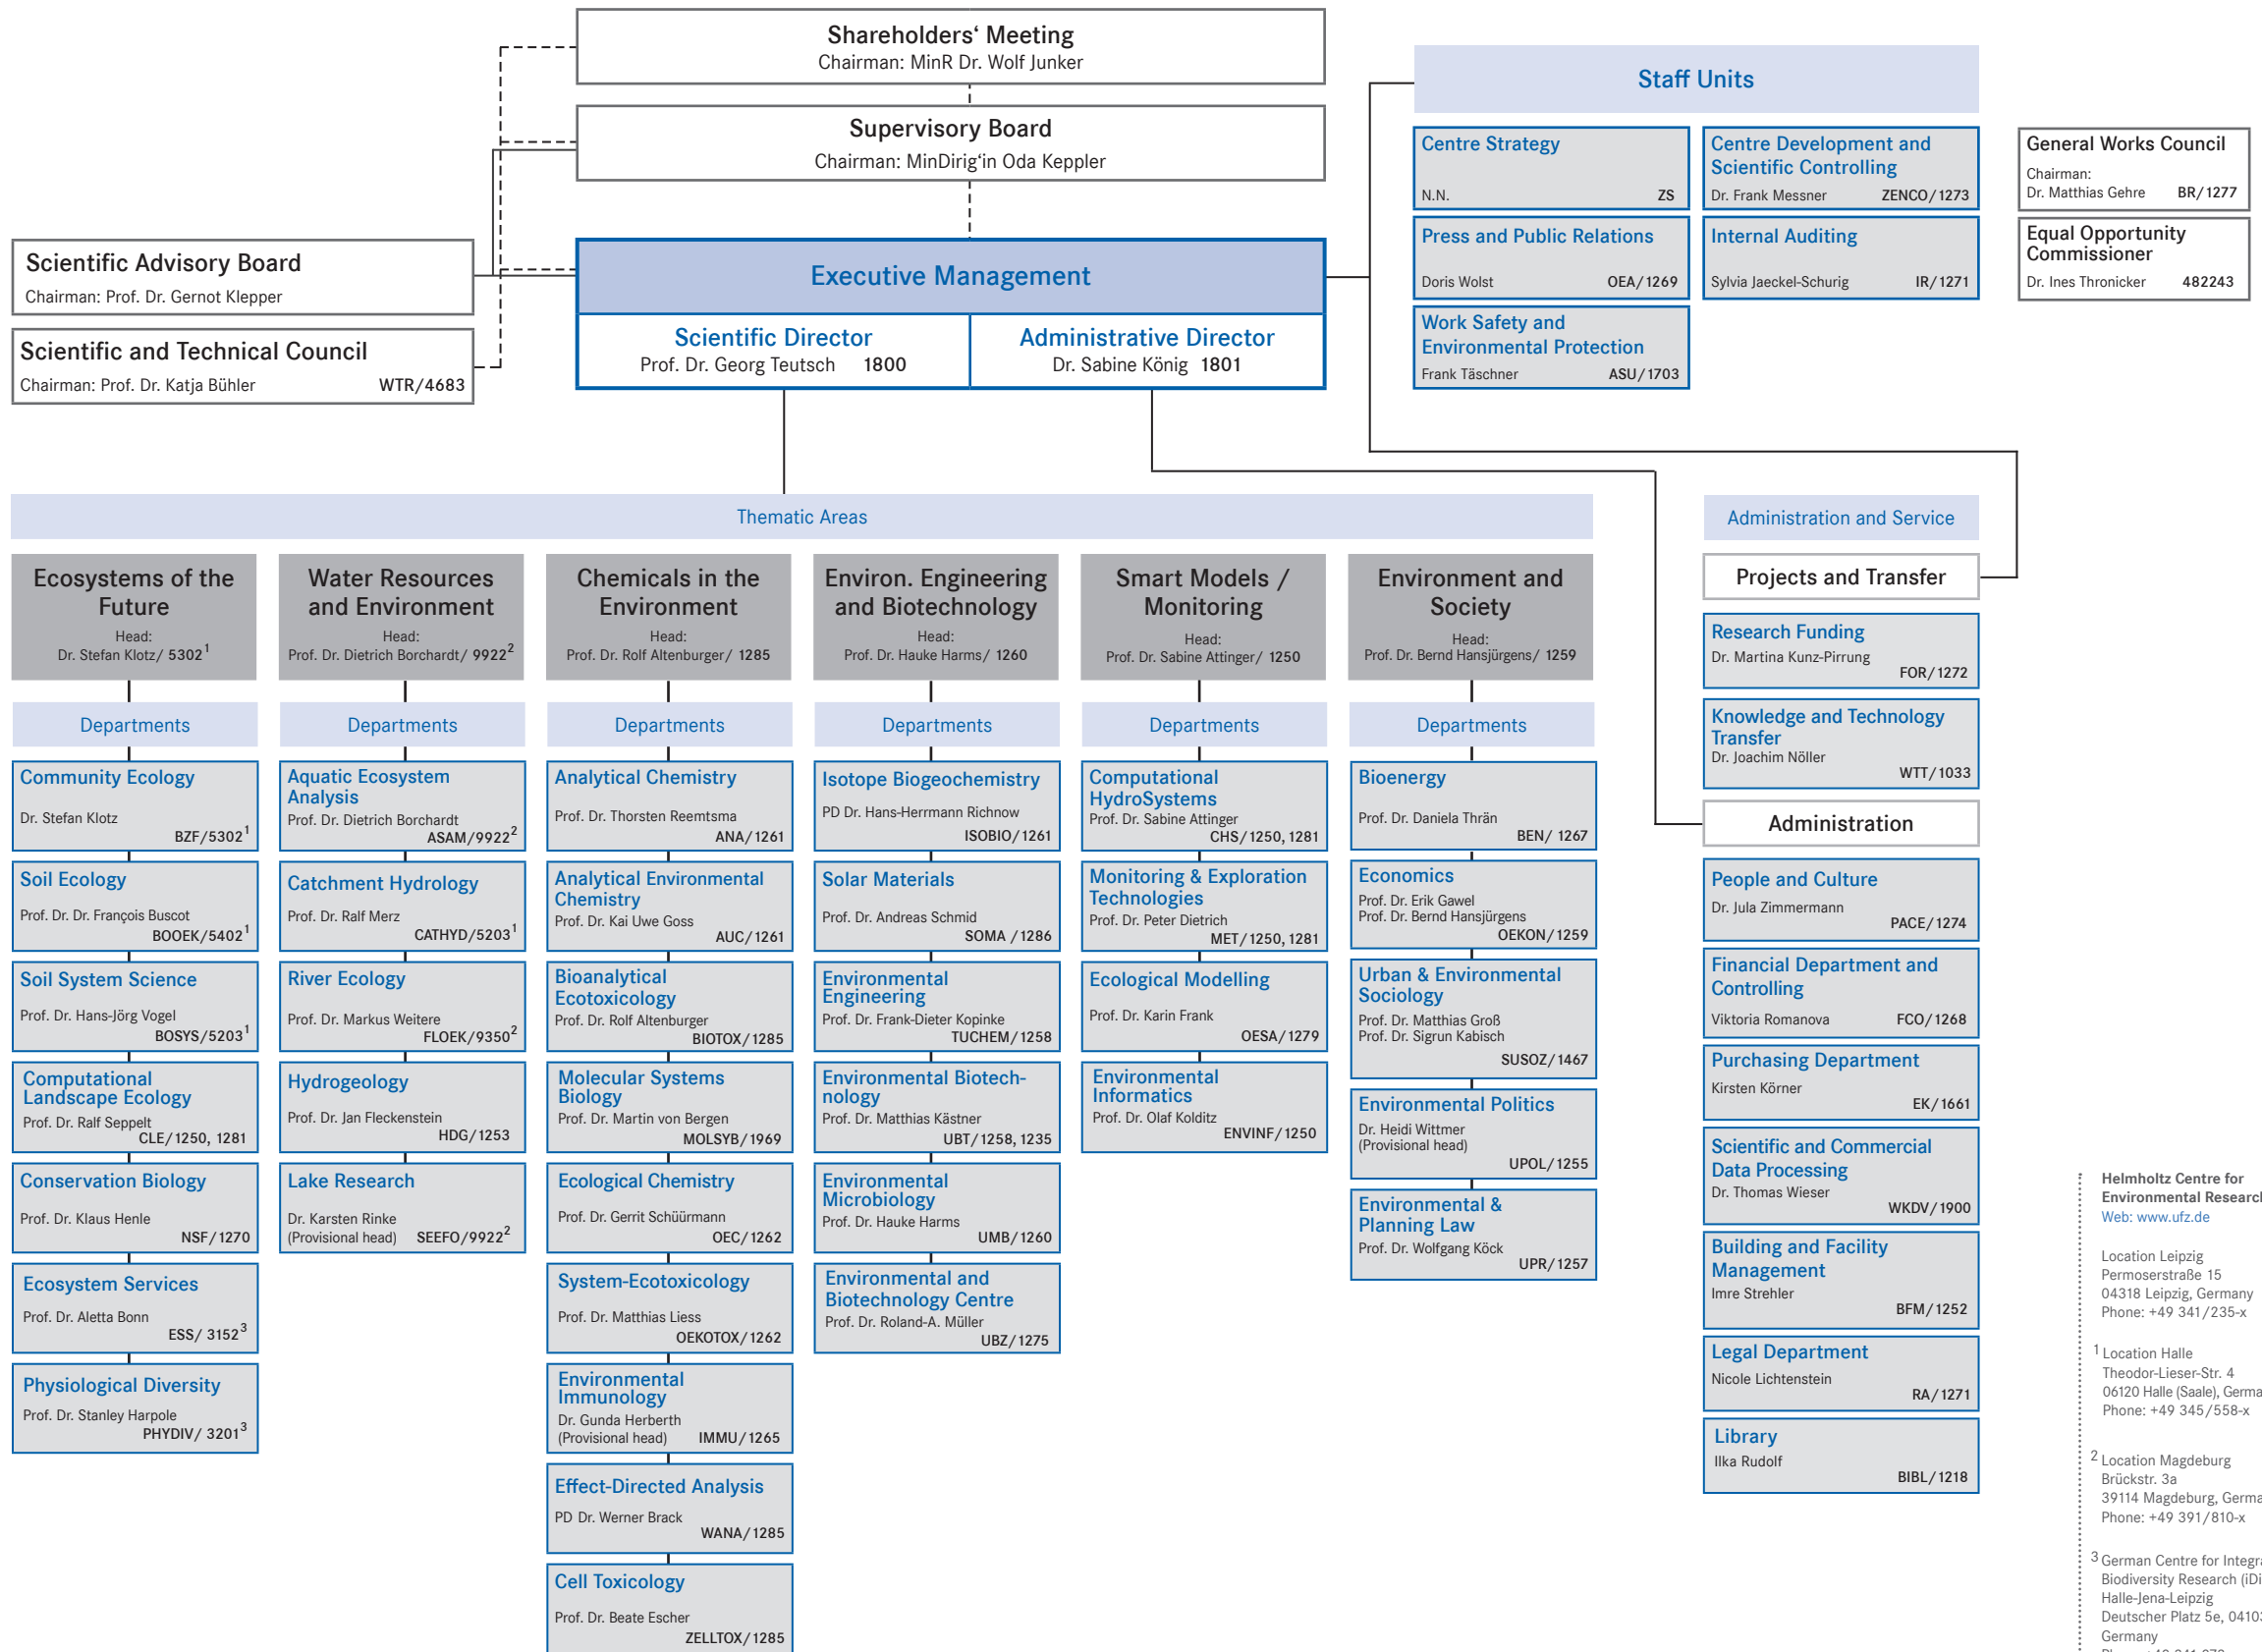 Shareholders‘ Meeting
Chairman: MinR Dr. Wolf Junker
Supervisory Board
Chairman: MinDirig‘in Oda Keppler
Scientific Advisory Board
Chairman: Prof. Dr. Gernot Klepper
Scientific and Technical Council
Chairman: Prof. Dr. Katja Bühler WTR/4683
Executive Management
Scientific Director
Prof. Dr. Georg Teutsch 1800
Administrative Director
Dr. Sabine König 1801
Staff Units
Centre Strategy
N.N. ZS
Centre Development and
Scientific Controlling
Dr. Frank Messner ZENCO/1273
Press and Public Relations
Doris Wolst OEA/1269
Internal Auditing
Sylvia Jaeckel-Schurig IR/1271
Work Safety and
Environmental Protection
Frank Täschner ASU/1703
General Works Council
Chairman:
Dr. Matthias Gehre BR/1277
Equal Opportunity
Commissioner
Dr. Ines Thronicker 482243
Thematic Areas
Ecosystems of the
Future
Head:
Dr. Stefan Klotz/ 5302¹
Departments
Community Ecology
Dr. Stefan Klotz
BZF/5302¹
Soil Ecology
Prof. Dr. Dr. François Buscot
BOOEK/5402¹
Soil System Science
Prof. Dr. Hans-Jörg Vogel
BOSYS/5203¹
Computational
Landscape Ecology
Prof. Dr. Ralf Seppelt
CLE/1250, 1281
Conservation Biology
Prof. Dr. Klaus Henle
NSF/1270
Ecosystem Services
Prof. Dr. Aletta Bonn
ESS/ 3152³
Physiological Diversity
Prof. Dr. Stanley Harpole
PHYDIV/ 3201³
Water Resources
and Environment
Head:
Prof. Dr. Dietrich Borchardt/ 9922²
Departments
Aquatic Ecosystem
Analysis
Prof. Dr. Dietrich Borchardt
ASAM/9922²
Catchment Hydrology
Prof. Dr. Ralf Merz
CATHYD/5203¹
River Ecology
Prof. Dr. Markus Weitere
FLOEK/9350²
Hydrogeology
Prof. Dr. Jan Fleckenstein
HDG/1253
Lake Research
Dr. Karsten Rinke
(Provisional head) SEEFO/9922²
Chemicals in the
Environment
Head:
Prof. Dr. Rolf Altenburger/ 1285
Departments
Analytical Chemistry
Prof. Dr. Thorsten Reemtsma
ANA/1261
Analytical Environmental
Chemistry
Prof. Dr. Kai Uwe Goss
AUC/1261
Bioanalytical
Ecotoxicology
Prof. Dr. Rolf Altenburger
BIOTOX/1285
Molecular Systems
Biology
Prof. Dr. Martin von Bergen
MOLSYB/1969
Ecological Chemistry
Prof. Dr. Gerrit Schüürmann
OEC/1262
System-Ecotoxicology
Prof. Dr. Matthias Liess
OEKOTOX/1262
Environmental
Immunology
Dr. Gunda Herberth
(Provisional head) IMMU/1265
Effect-Directed Analysis
PD Dr. Werner Brack
WANA/1285
Cell Toxicology
Prof. Dr. Beate Escher
ZELLTOX/1285
Environ. Engineering
and Biotechnology
Head:
Prof. Dr. Hauke Harms/ 1260
Departments
Isotope Biogeochemistry
PD Dr. Hans-Herrmann Richnow
ISOBIO/1261
Solar Materials
Prof. Dr. Andreas Schmid
SOMA /1286
Environmental
Engineering
Prof. Dr. Frank-Dieter Kopinke
TUCHEM/1258
Environmental Biotech-
nology
Prof. Dr. Matthias Kästner
UBT/1258, 1235
Environmental
Microbiology
Prof. Dr. Hauke Harms
UMB/1260
Environmental and
Biotechnology Centre
Prof. Dr. Roland-A. Müller
UBZ/1275
Smart Models /
Monitoring
Head:
Prof. Dr. Sabine Attinger/ 1250
Departments
Computational
HydroSystems
Prof. Dr. Sabine Attinger
CHS/1250, 1281
Monitoring & Exploration
Technologies
Prof. Dr. Peter Dietrich
MET/1250, 1281
Ecological Modelling
Prof. Dr. Karin Frank
OESA/1279
Environmental
Informatics
Prof. Dr. Olaf Kolditz
ENVINF/1250
Environment and
Society
Head:
Prof. Dr. Bernd Hansjürgens/ 1259
Departments
Bioenergy
Prof. Dr. Daniela Thrän
BEN/ 1267
Economics
Prof. Dr. Erik Gawel
Prof. Dr. Bernd Hansjürgens
OEKON/1259
Urban & Environmental
Sociology
Prof. Dr. Matthias Groß
Prof. Dr. Sigrun Kabisch
SUSOZ/1467
Environmental Politics
Dr. Heidi Wittmer
(Provisional head)
UPOL/1255
Environmental &
Planning Law
Prof. Dr. Wolfgang Köck
UPR/1257
Administration and Service
Projects and Transfer
Research Funding
Dr. Martina Kunz-Pirrung
FOR/1272
Knowledge and Technology
Transfer
Dr. Joachim Nöller
WTT/1033
Administration
People and Culture
Dr. Jula Zimmermann
PACE/1274
Financial Department and
Controlling
Viktoria Romanova FCO/1268
Purchasing Department
Kirsten Körner
EK/1661
Scientific and Commercial
Data Processing
Dr. Thomas Wieser
WKDV/1900
Building and Facility
Management
Imre Strehler
BFM/1252
Legal Department
Nicole Lichtenstein
RA/1271
Library
Ilka Rudolf
BIBL/1218
Helmholtz Centre for
Environmental Research
Web: www.ufz.de
Location Leipzig
Permoserstraße 15
04318 Leipzig, Germany
Phone: +49 341/235-x
¹ Location Halle
Theodor-Lieser-Str. 4
06120 Halle (Saale), Germa
Phone: +49 345/558-x
² Location Magdeburg
Brückstr. 3a
39114 Magdeburg, Germa
Phone: +49 391/810-x
³ German Centre for Integra
Biodiversity Research (iDi
Halle-Jena-Leipzig
Deutscher Platz 5e, 04103
Germany